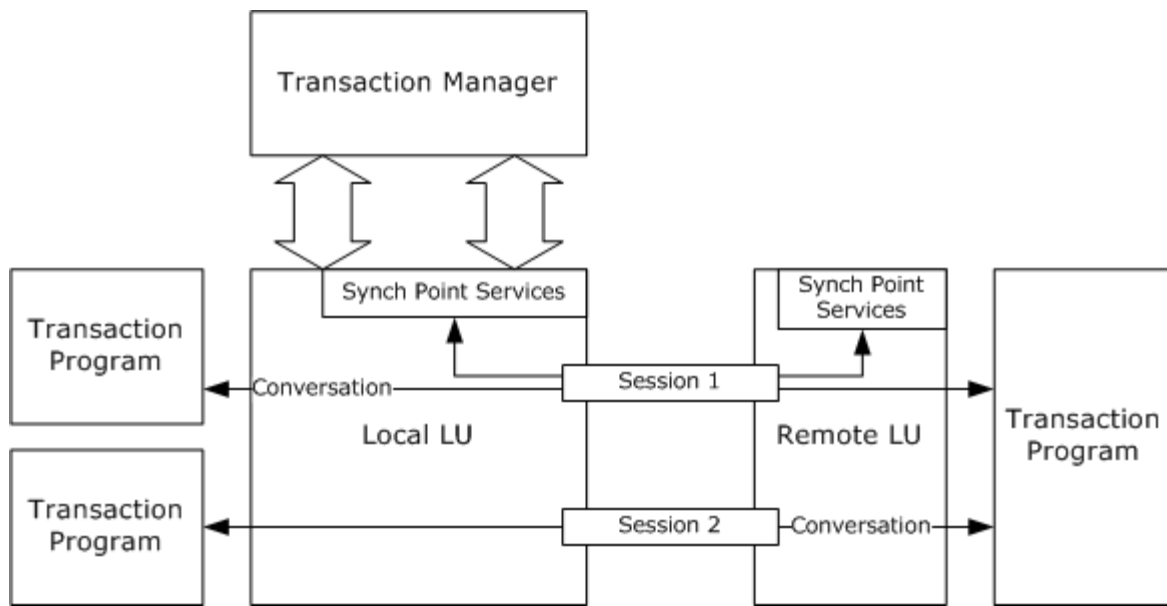 Transaction Manager
Synch Point Services
Synch Point
Services
Transaction
Program
Session 1
Conversation
Local LU
Remote LU
Transaction
Program
Transaction
Program
Session 2
Conversation